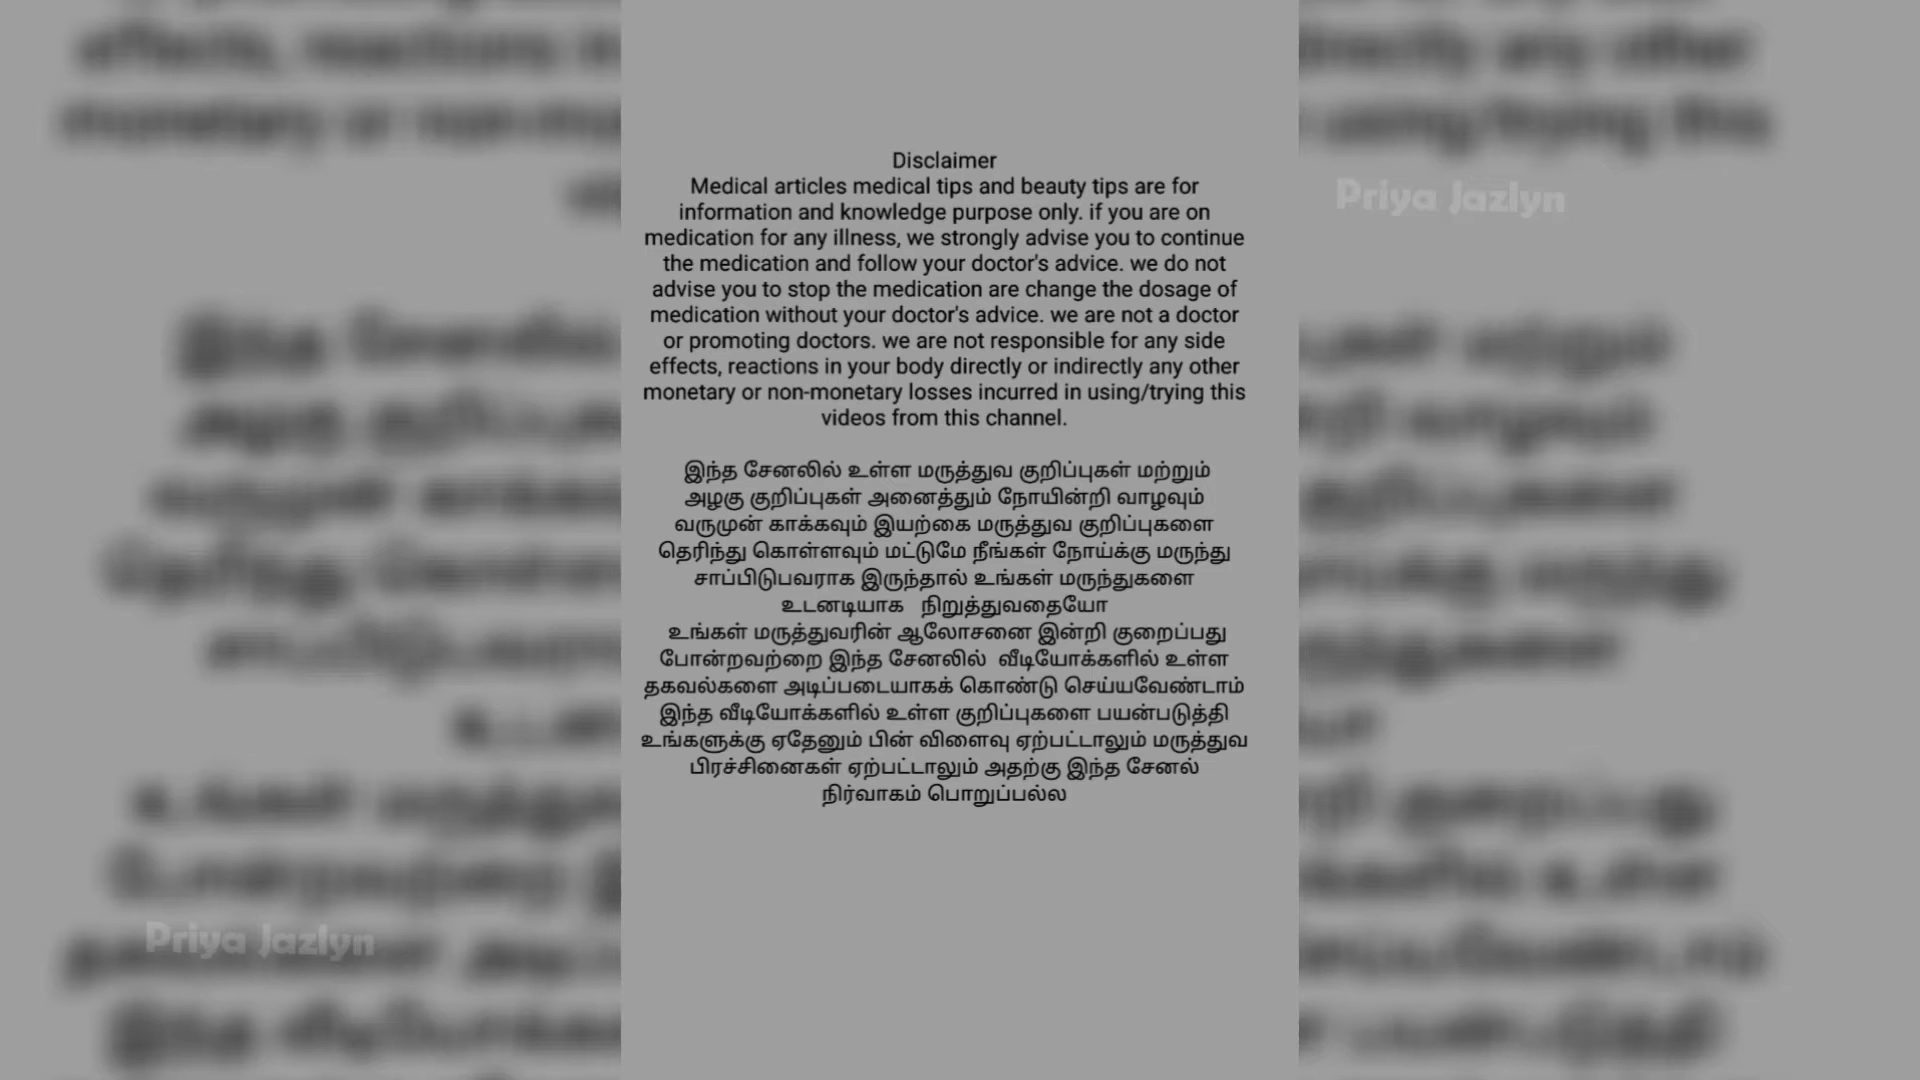 Disclaimer
Medical articles medical tips and beauty tips are for
information and knowledge purpose only. if you are on
medication for any illness, we strongly advise you to continue
the medication and follow your doctor's advice. we do not
advise you to stop the medication are change the dosage of
medication without your doctor's advice. we are not a doctor
or promoting doctors. we are not responsible for any side
effects, reactions in your body directly or indirectly any other
monetary or non-monetary losses incurred in using/trying this
videos from this channel.
இந்த சேனலில் உள்ள மருத்துவ குறிப்புகள் மற்றும்
அழகு குறிப்புகள் அனைத்தும் நோயின்றி வாழவும்
வருமுன் காக்கவும் இயற்கை மருத்துவ குறிப்புகளை
தெரிந்து கொள்ளவும் மட்டுமே நீங்கள் நோய்க்கு மருந்து
சாப்பிடுபவராக இருந்தால் உங்கள் மருந்துகளை
உடனடியாக நிறுத்துவதையோ
உங்கள் மருத்துவரின் ஆலோசனை இன்றி குறைப்பது
போன்றவற்றை இந்த சேனலில் வீடியோக்களில் உள்ள
தகவல்களை அடிப்படையாகக் கொண்டு செய்யவேண்டாம்
இந்த வீடியோக்களில் உள்ள குறிப்புகளை பயன்படுத்தி
உங்களுக்கு ஏதேனும் பின் விளைவு ஏற்பட்டாலும் மருத்துவ
பிரச்சினைகள் ஏற்பட்டாலும் அதற்கு இந்த சேனல்
நிர்வாகம் பொறுப்பல்ல
Priya Jazlyn
Priya Jazlyn